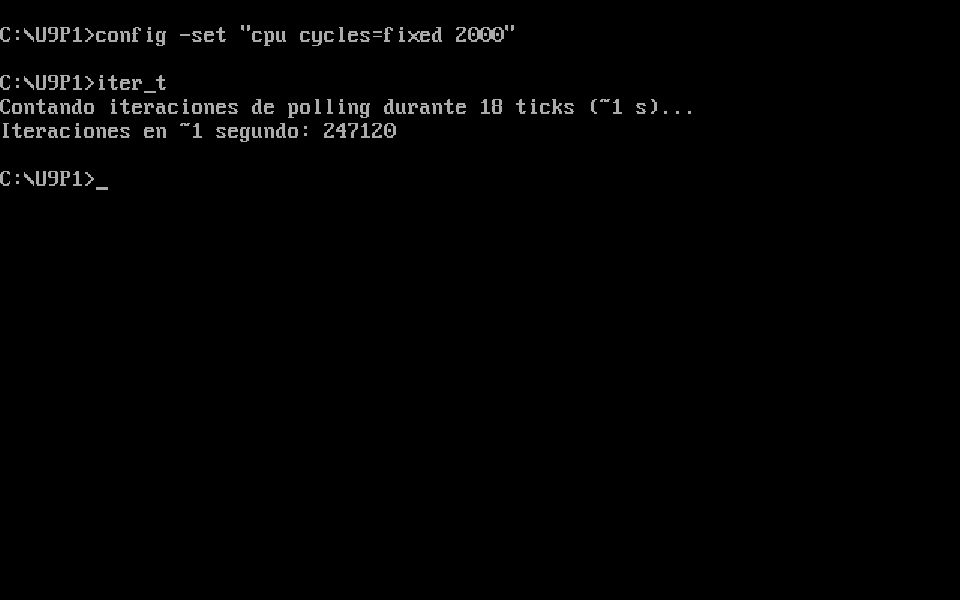 C:\U9P1>config -set "cpu cycles=fixed 2000"
C:\U9P1>iter_t
Contando iteraciones de polling durante 18 ticks (~1 s)...
Iteraciones en ~1 segundo: 247120
C:\U9P1>_